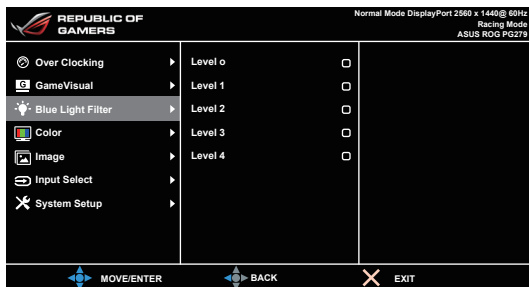 REPUBLIC OF
GAMERS
Normal Mode DisplayPort 2560 x 1440@ 60Hz
Racing Mode
ASUS ROG PG279
Over Clocking
Level o
G GameVisual
Level 1
Blue Light Filter
Level 2
Color
Level 3
Image
Level 4
Input Select
System Setup
MOVE/ENTER
BACK
EXIT